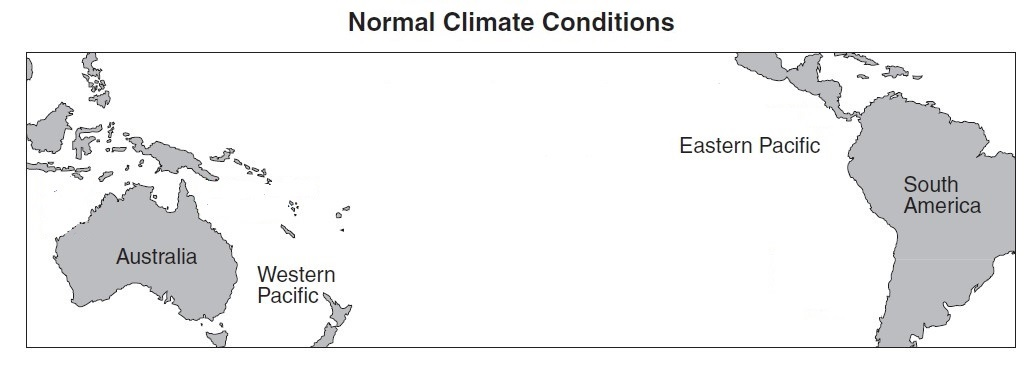 Normal Climate Conditions
Eastern Pacific
South
America
Australia
Western
Pacific